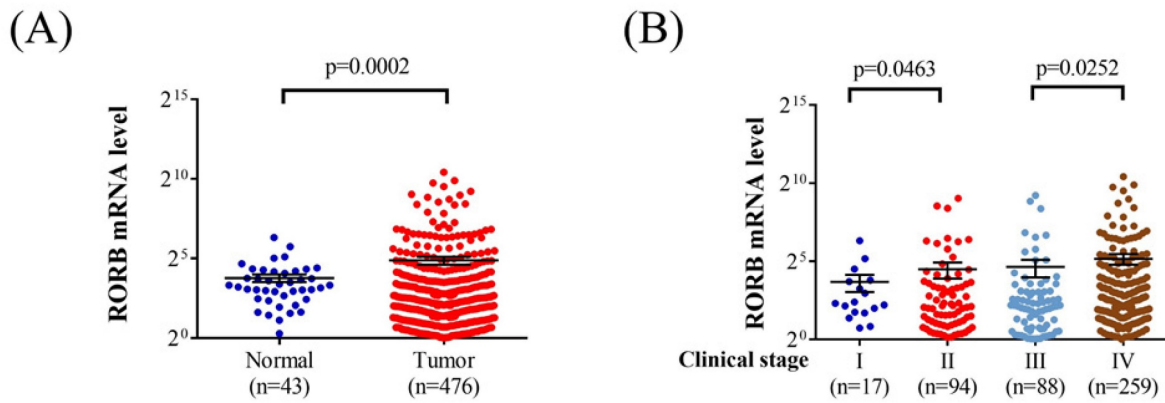 (A)
p=0.0002
RORB mRNA level
2^15
2^10
2^5
2^0
Normal
(n=43)
Tumor
(n=476)
(B)
p=0.0463
p=0.0252
RORB mRNA level
2^15
2^10
2^5
2^0
Clinical stage
I
II
III
IV
(n=17)
(n=94)
(n=88)
(n=259)